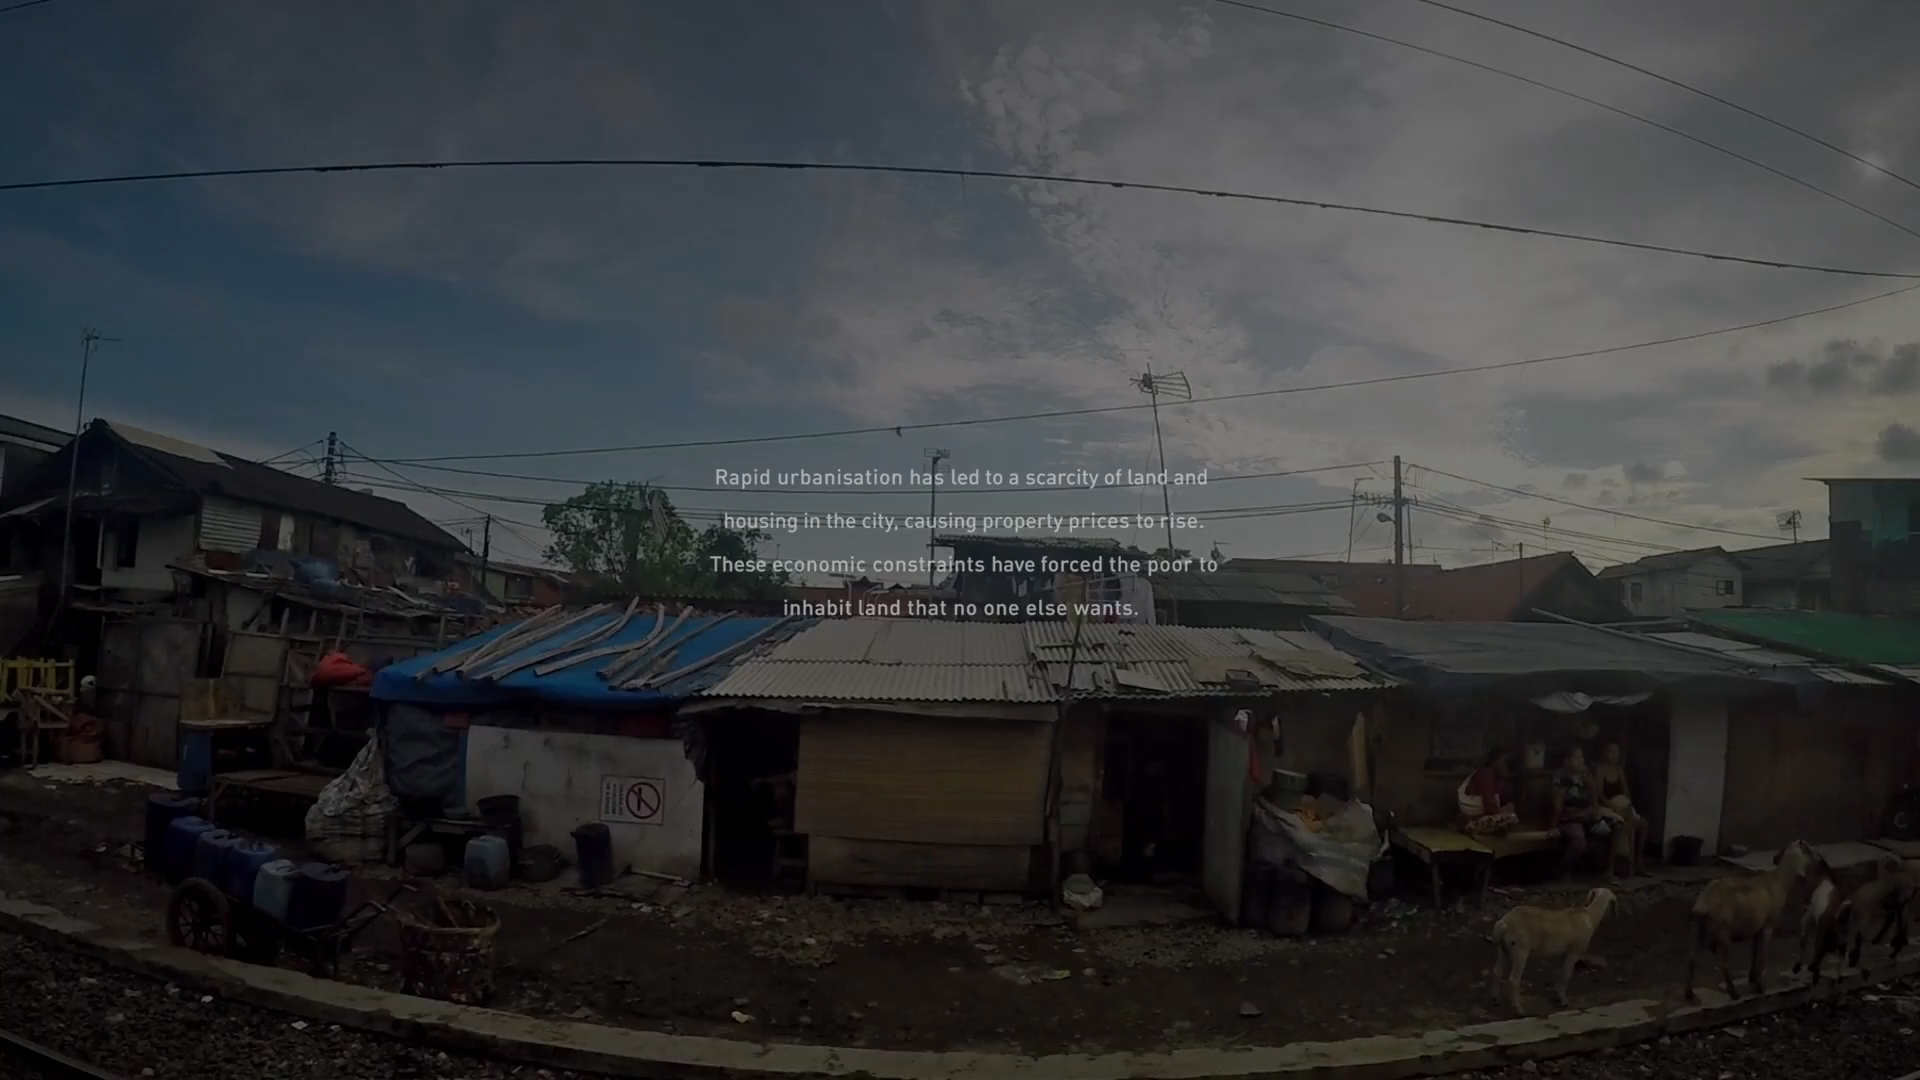 Rapid urbanisation has led to a scarcity of land and
housing in the city, causing property prices to rise.
These economic constraints have forced the poor to
inhabit land that no one else wants.